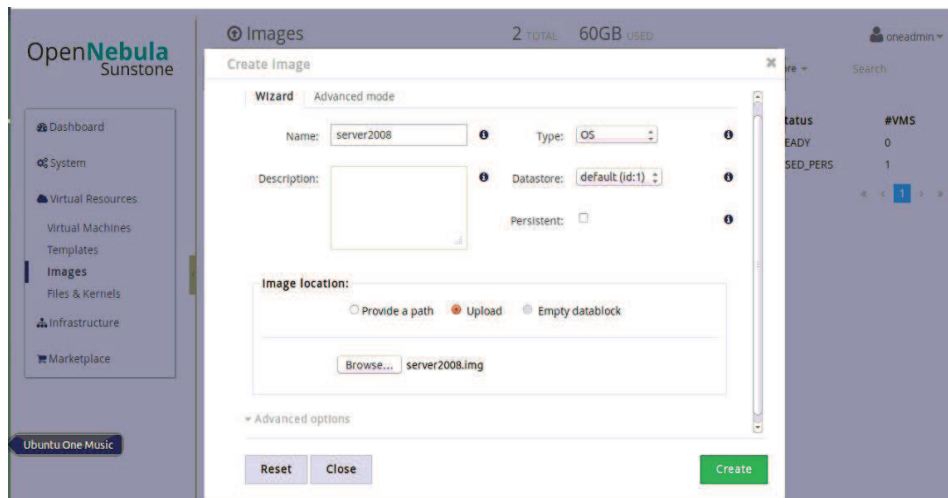 OpenNebula
Sunstone
Images
2 TOTAL 60GB USED
oneadmin
Search
Dashboard
System
Virtual Resources
Virtual Machines
Templates
Images
Files & Kernels
Infrastructure
Marketplace
Ubuntu One Music
Create Image
Wizard Advanced mode
Name: server2008
Type: OS
Description:
Datastore: default (id:1)
Persistent:
Image location:
Provide a path Upload Empty datablock
Browse... server2008.img
Advanced options
Reset Close Create
tatus #VMS
EADY 0
SED_PERS 1
1